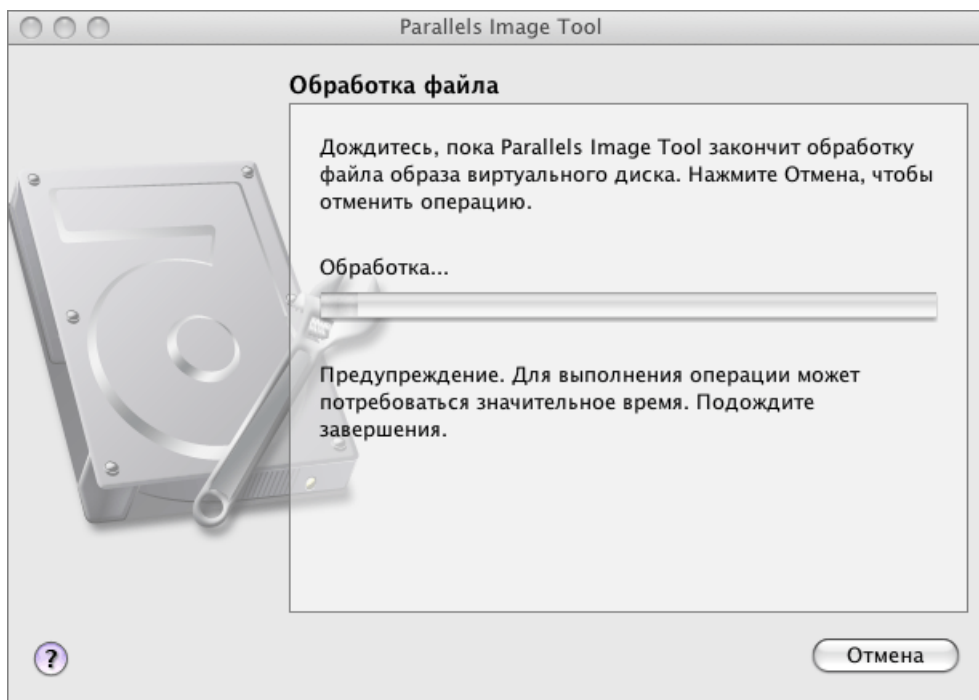 Parallels Image Tool
Обработка файла
Дождитесь, пока Parallels Image Tool закончит обработку
файла образа виртуального диска. Нажмите Отмена, чтобы
отменить операцию.
Обработка...
Предупреждение. Для выполнения операции может
потребоваться значительное время. Подождите
завершения.
?
Отмена